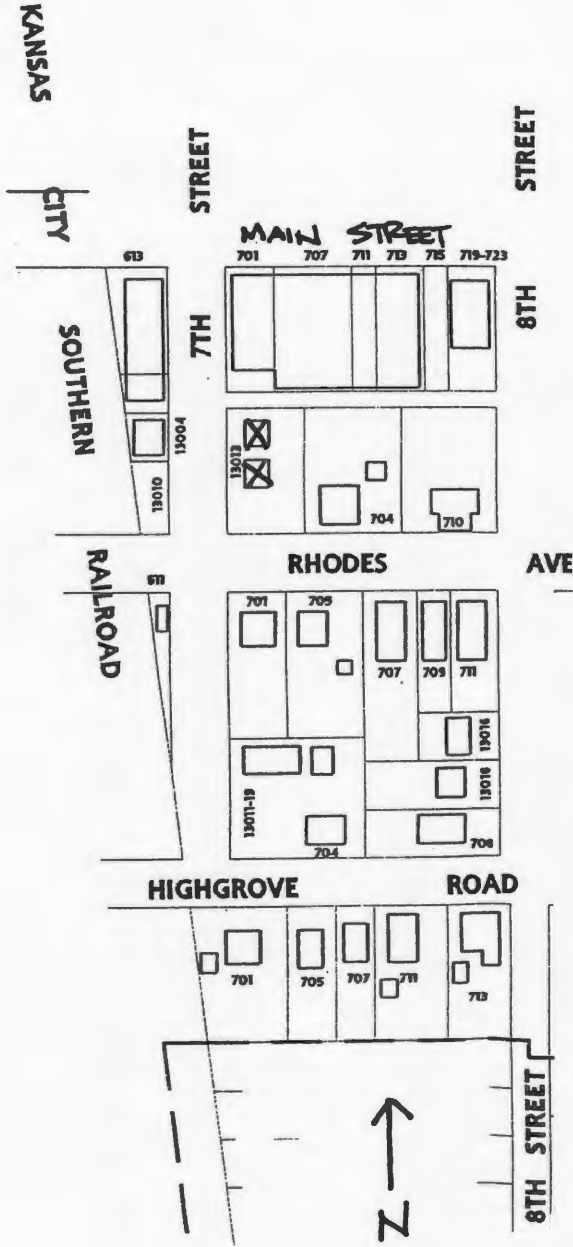 KANSAS
CITY
SOUTHERN
RAILROAD
STREET
7TH
STREET
8TH
MAIN STREET
613
701 707 711 713 715 719-723
13004
13010
13013
704
710
RHODES AVE
611
701 705
707 709 711
13016
13016
13011-19
704
708
HIGHGROVE ROAD
701 705 707 711 713
8TH STREET
N